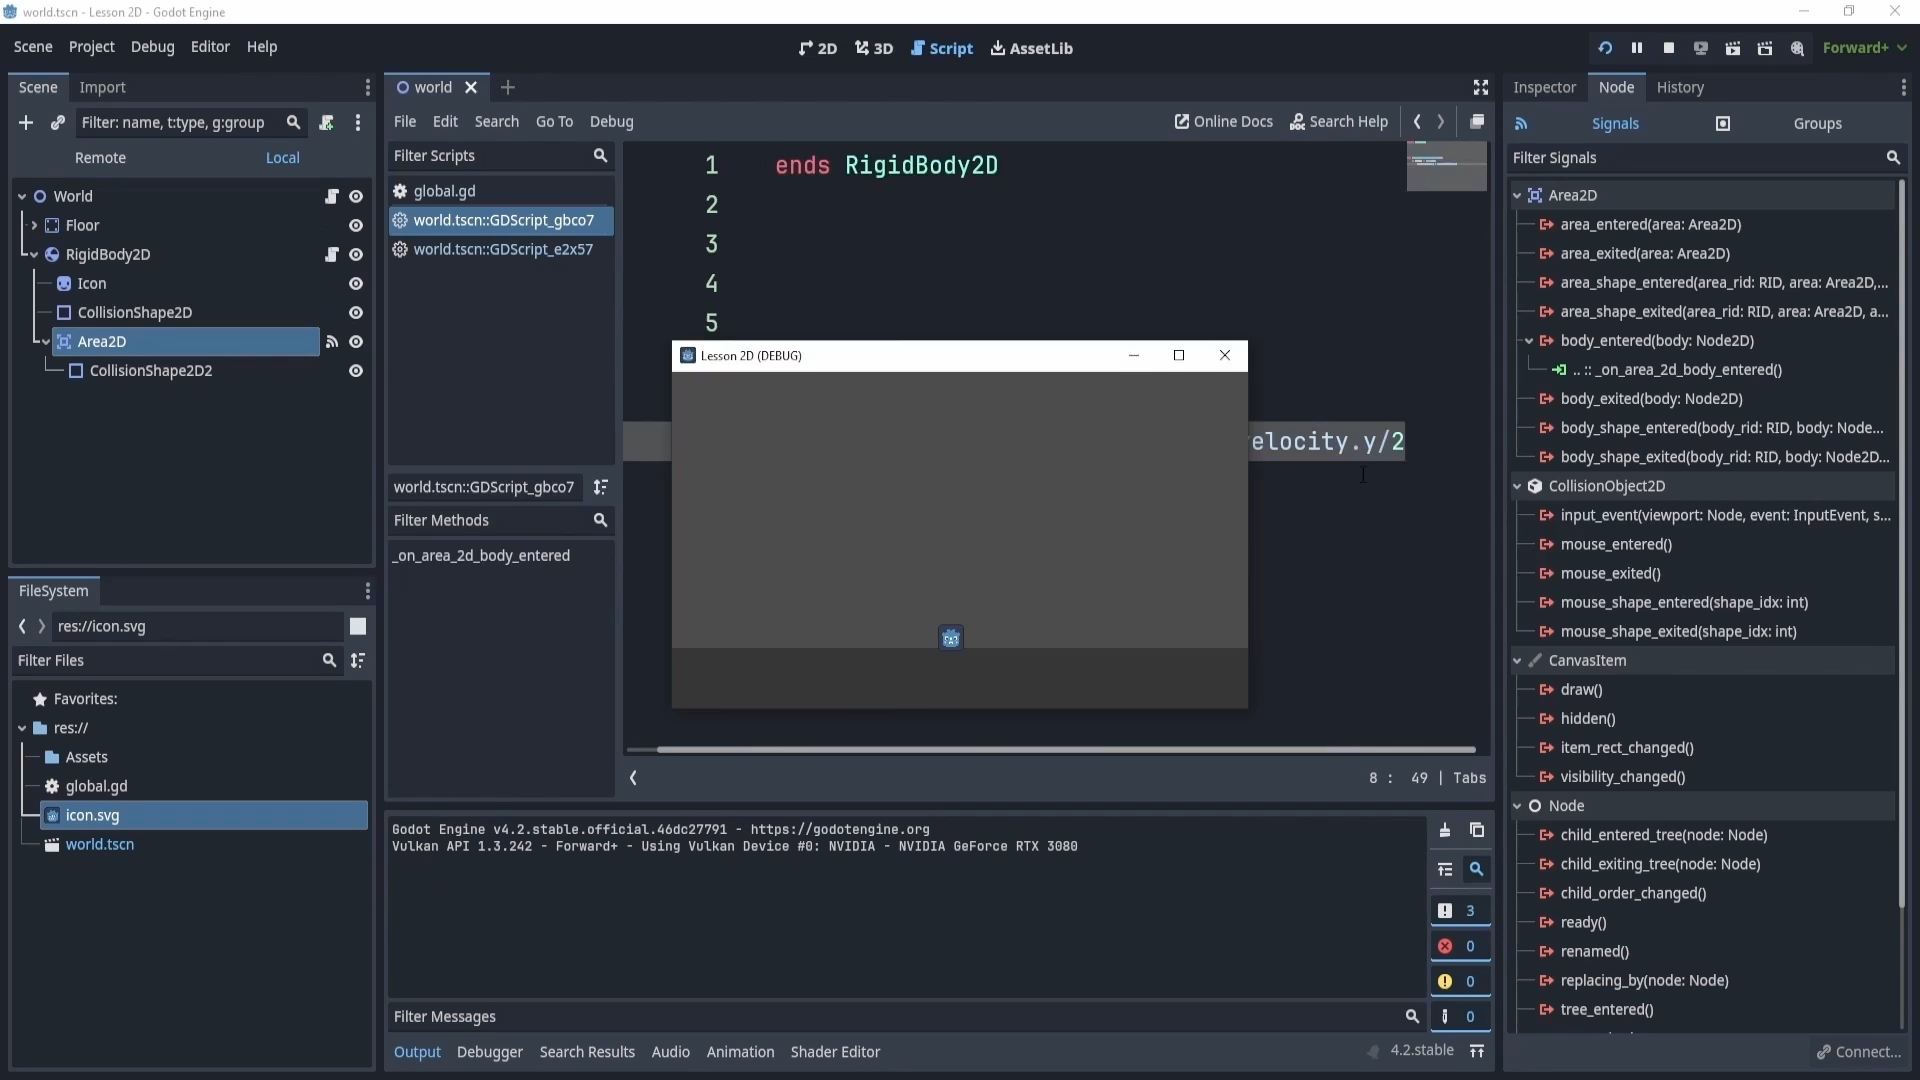 world.tscn - Lesson 2D - Godot Engine
Scene Project Debug Editor Help
2D 3D Script AssetLib
Forward+
Scene Import
Filter: name, t:type, g:group
Remote Local
World
Floor
RigidBody2D
Icon
CollisionShape2D
Area2D
CollisionShape2D2
FileSystem
res://icon.svg
Filter Files
Favorites:
res://
Assets
global.gd
icon.svg
world.tscn
world
File Edit Search Go To Debug
Online Docs Search Help
Filter Scripts
global.gd
world.tscn::GDScript_gbco7
world.tscn::GDScript_e2x57
world.tscn::GDScript_gbco7
Filter Methods
_on_area_2d_body_entered
1 ends RigidBody2D
2
3
4
5
elocity.y/2
Lesson 2D (DEBUG)
8 : 49 | Tabs
Godot Engine v4.2.stable.official.46dc27791 - https://godotengine.org
Vulkan API 1.3.242 - Forward+ - Using Vulkan Device #0: NVIDIA - NVIDIA GeForce RTX 3080
3
0
0
0
Filter Messages
Output Debugger Search Results Audio Animation Shader Editor
4.2.stable
Inspector Node History
Signals Groups
Filter Signals
Area2D
area_entered(area: Area2D)
area_exited(area: Area2D)
area_shape_entered(area_rid: RID, area: Area2D,...
area_shape_exited(area_rid: RID, area: Area2D, a...
body_entered(body: Node2D)
.. :: _on_area_2d_body_entered()
body_exited(body: Node2D)
body_shape_entered(body_rid: RID, body: Node...
body_shape_exited(body_rid: RID, body: Node2D...
CollisionObject2D
input_event(viewport: Node, event: InputEvent, s...
mouse_entered()
mouse_exited()
mouse_shape_entered(shape_idx: int)
mouse_shape_exited(shape_idx: int)
CanvasItem
draw()
hidden()
item_rect_changed()
visibility_changed()
Node
child_entered_tree(node: Node)
child_exiting_tree(node: Node)
child_order_changed()
ready()
renamed()
replacing_by(node: Node)
tree_entered()
Connect...